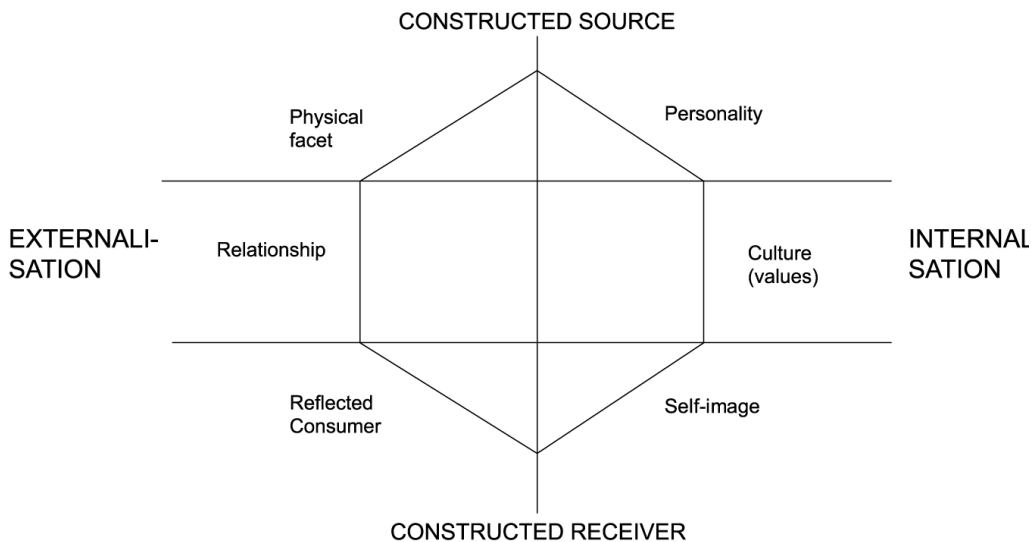 CONSTRUCTED SOURCE
Physical
facet
Personality
EXTERNALI-
SATION
Relationship
Culture
(values)
INTERNAL
SATION
Reflected
Consumer
Self-image
CONSTRUCTED RECEIVER